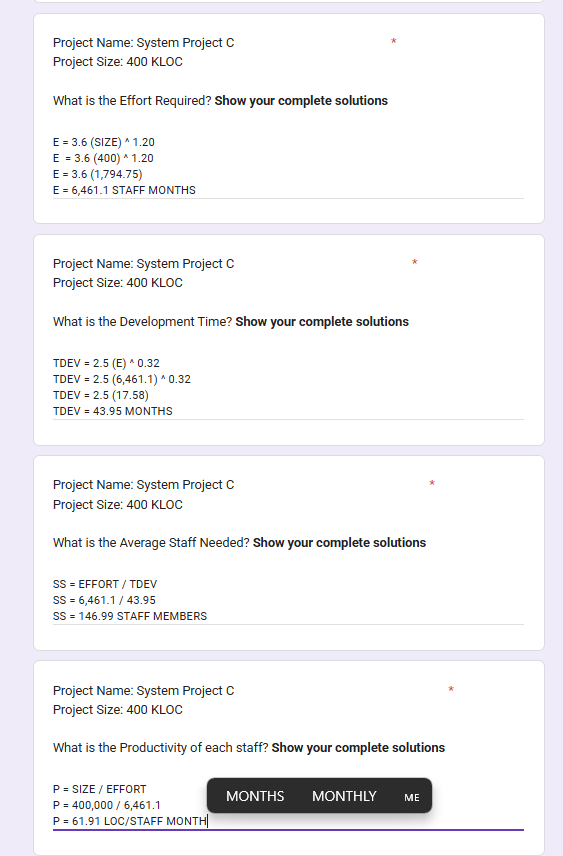 Project Name: System Project C *
Project Size: 400 KLOC
What is the Effort Required? Show your complete solutions
E = 3.6 (SIZE) ^ 1.20
E  = 3.6 (400) ^ 1.20
E = 3.6 (1,794.75)
E = 6,461.1 STAFF MONTHS
Project Name: System Project C *
Project Size: 400 KLOC
What is the Development Time? Show your complete solutions
TDEV = 2.5 (E) ^ 0.32
TDEV = 2.5 (6,461.1) ^ 0.32
TDEV = 2.5 (17.58)
TDEV = 43.95 MONTHS
Project Name: System Project C *
Project Size: 400 KLOC
What is the Average Staff Needed? Show your complete solutions
SS = EFFORT / TDEV
SS = 6,461.1 / 43.95
SS = 146.99 STAFF MEMBERS
Project Name: System Project C *
Project Size: 400 KLOC
What is the Productivity of each staff? Show your complete solutions
P = SIZE / EFFORT
P = 400,000 / 6,461.1
P = 61.91 LOC/STAFF MONTH
MONTHS MONTHLY ME